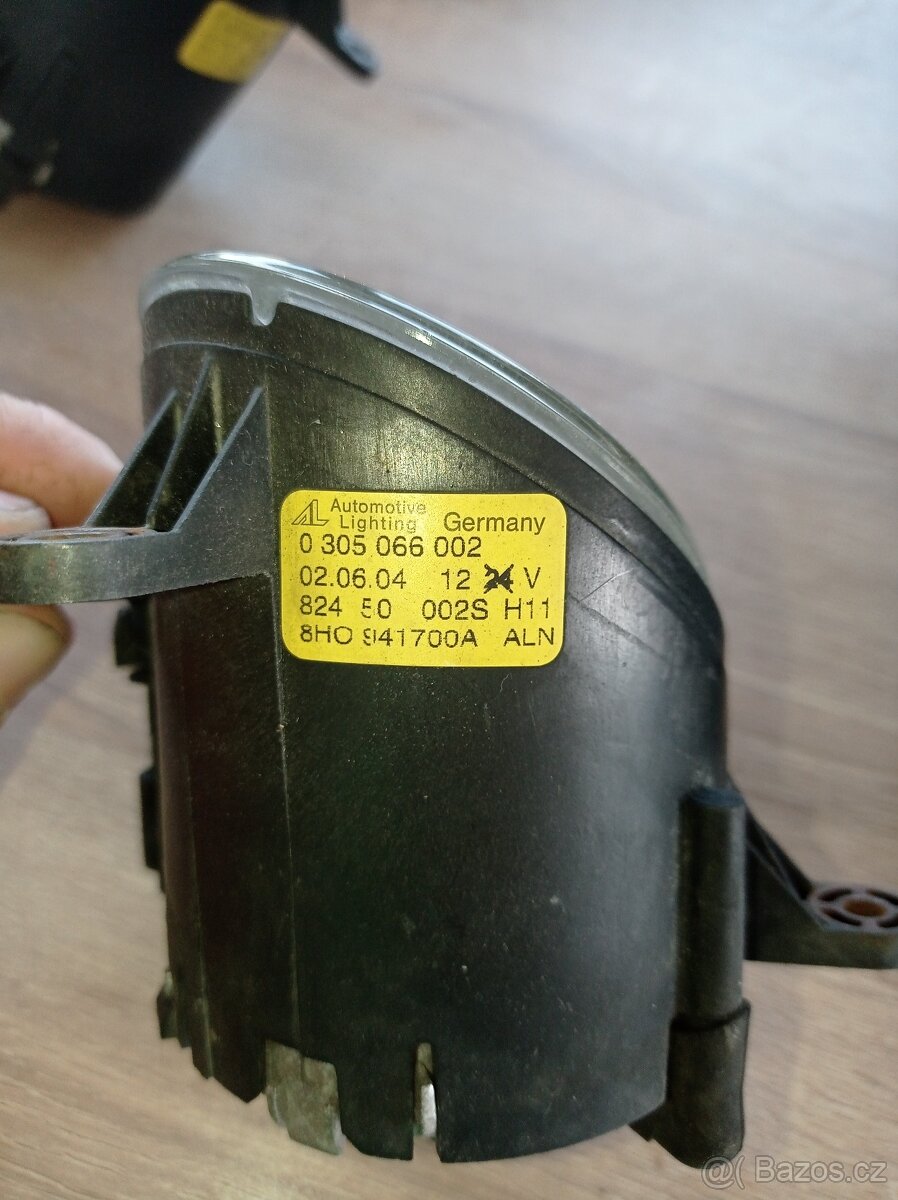 AL Automotive Lighting Germany
0 305 066 002
02.06.04 12 24 V
824 50 002S H11
8HO 941700A ALN
@( Bazos.cz